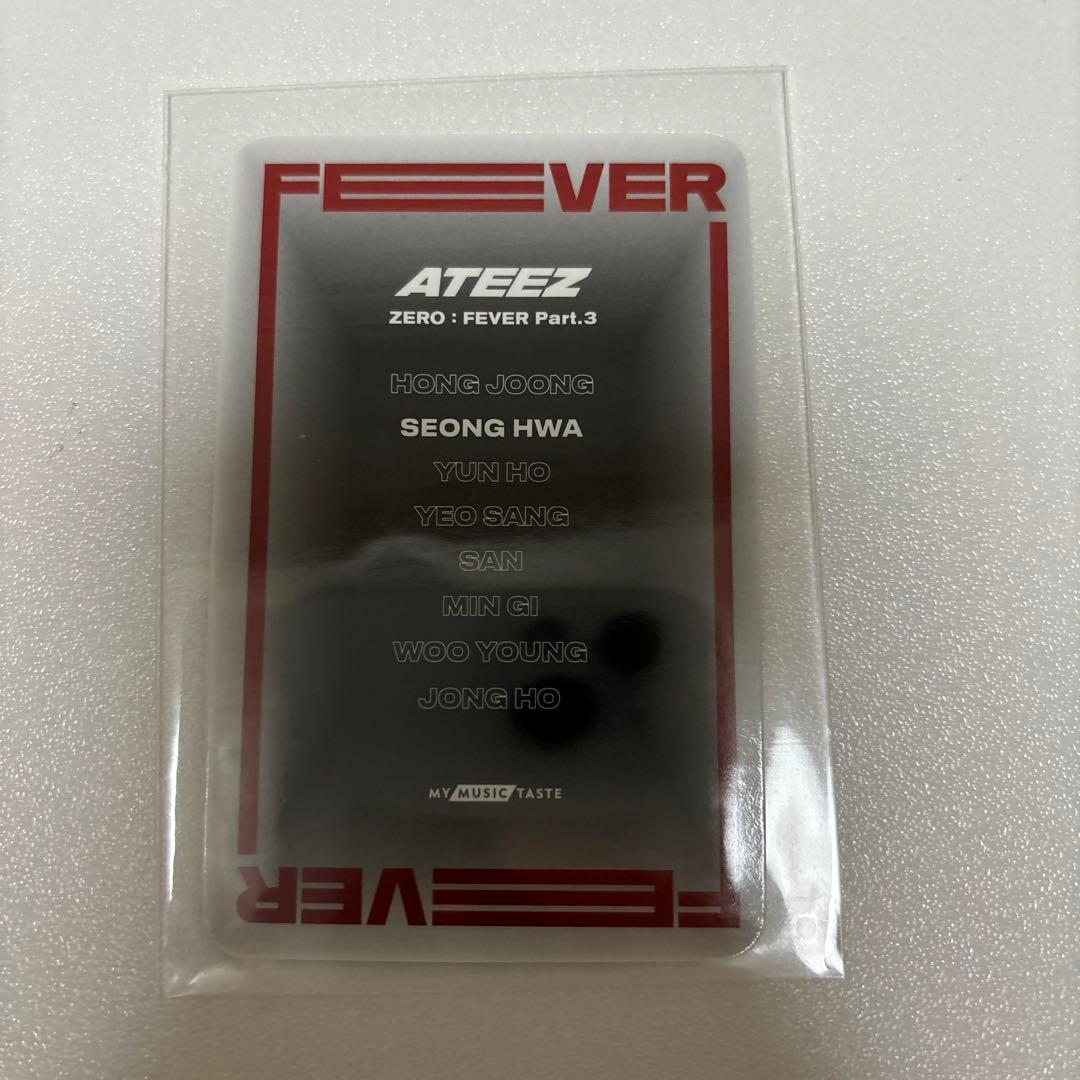 FEVER
ATEEZ
ZERO : FEVER Part.3
HONG JOONG
SEONG HWA
YUN HO
YEO SANG
SAN
MIN GI
WOO YOUNG
JONG HO
MY MUSIC TASTE
FEVER